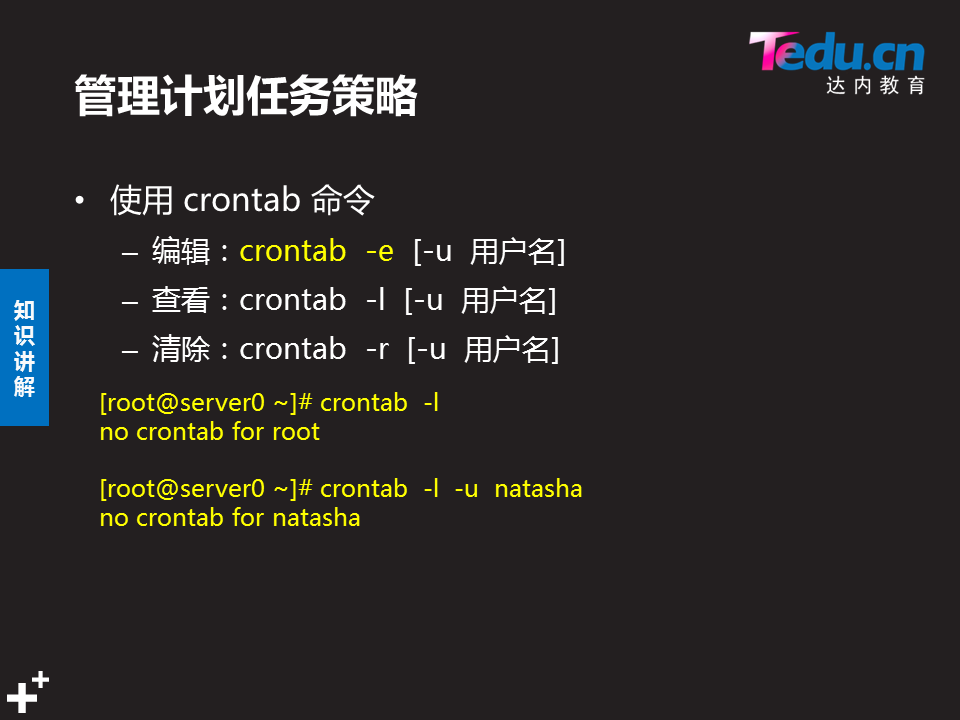 Tedu.cn
达内教育
管理计划任务策略
• 使用 crontab 命令
– 编辑：crontab -e [-u 用户名]
– 查看：crontab -l [-u 用户名]
– 清除：crontab -r [-u 用户名]
知识讲解
[root@server0 ~]# crontab -l
no crontab for root
[root@server0 ~]# crontab -l -u natasha
no crontab for natasha